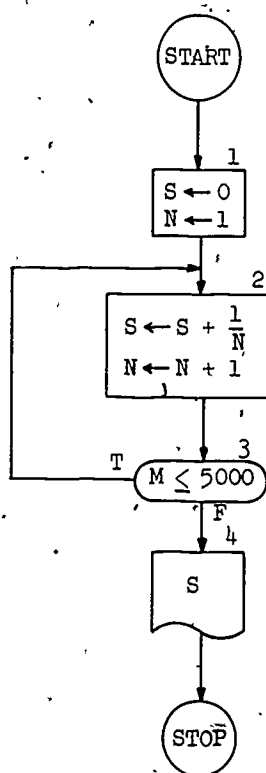 START
1
S ← 0
N ← 1
2
S ← S + 1/N
N ← N + 1
3
T
M ≤ 5000
F
4
S
STOP